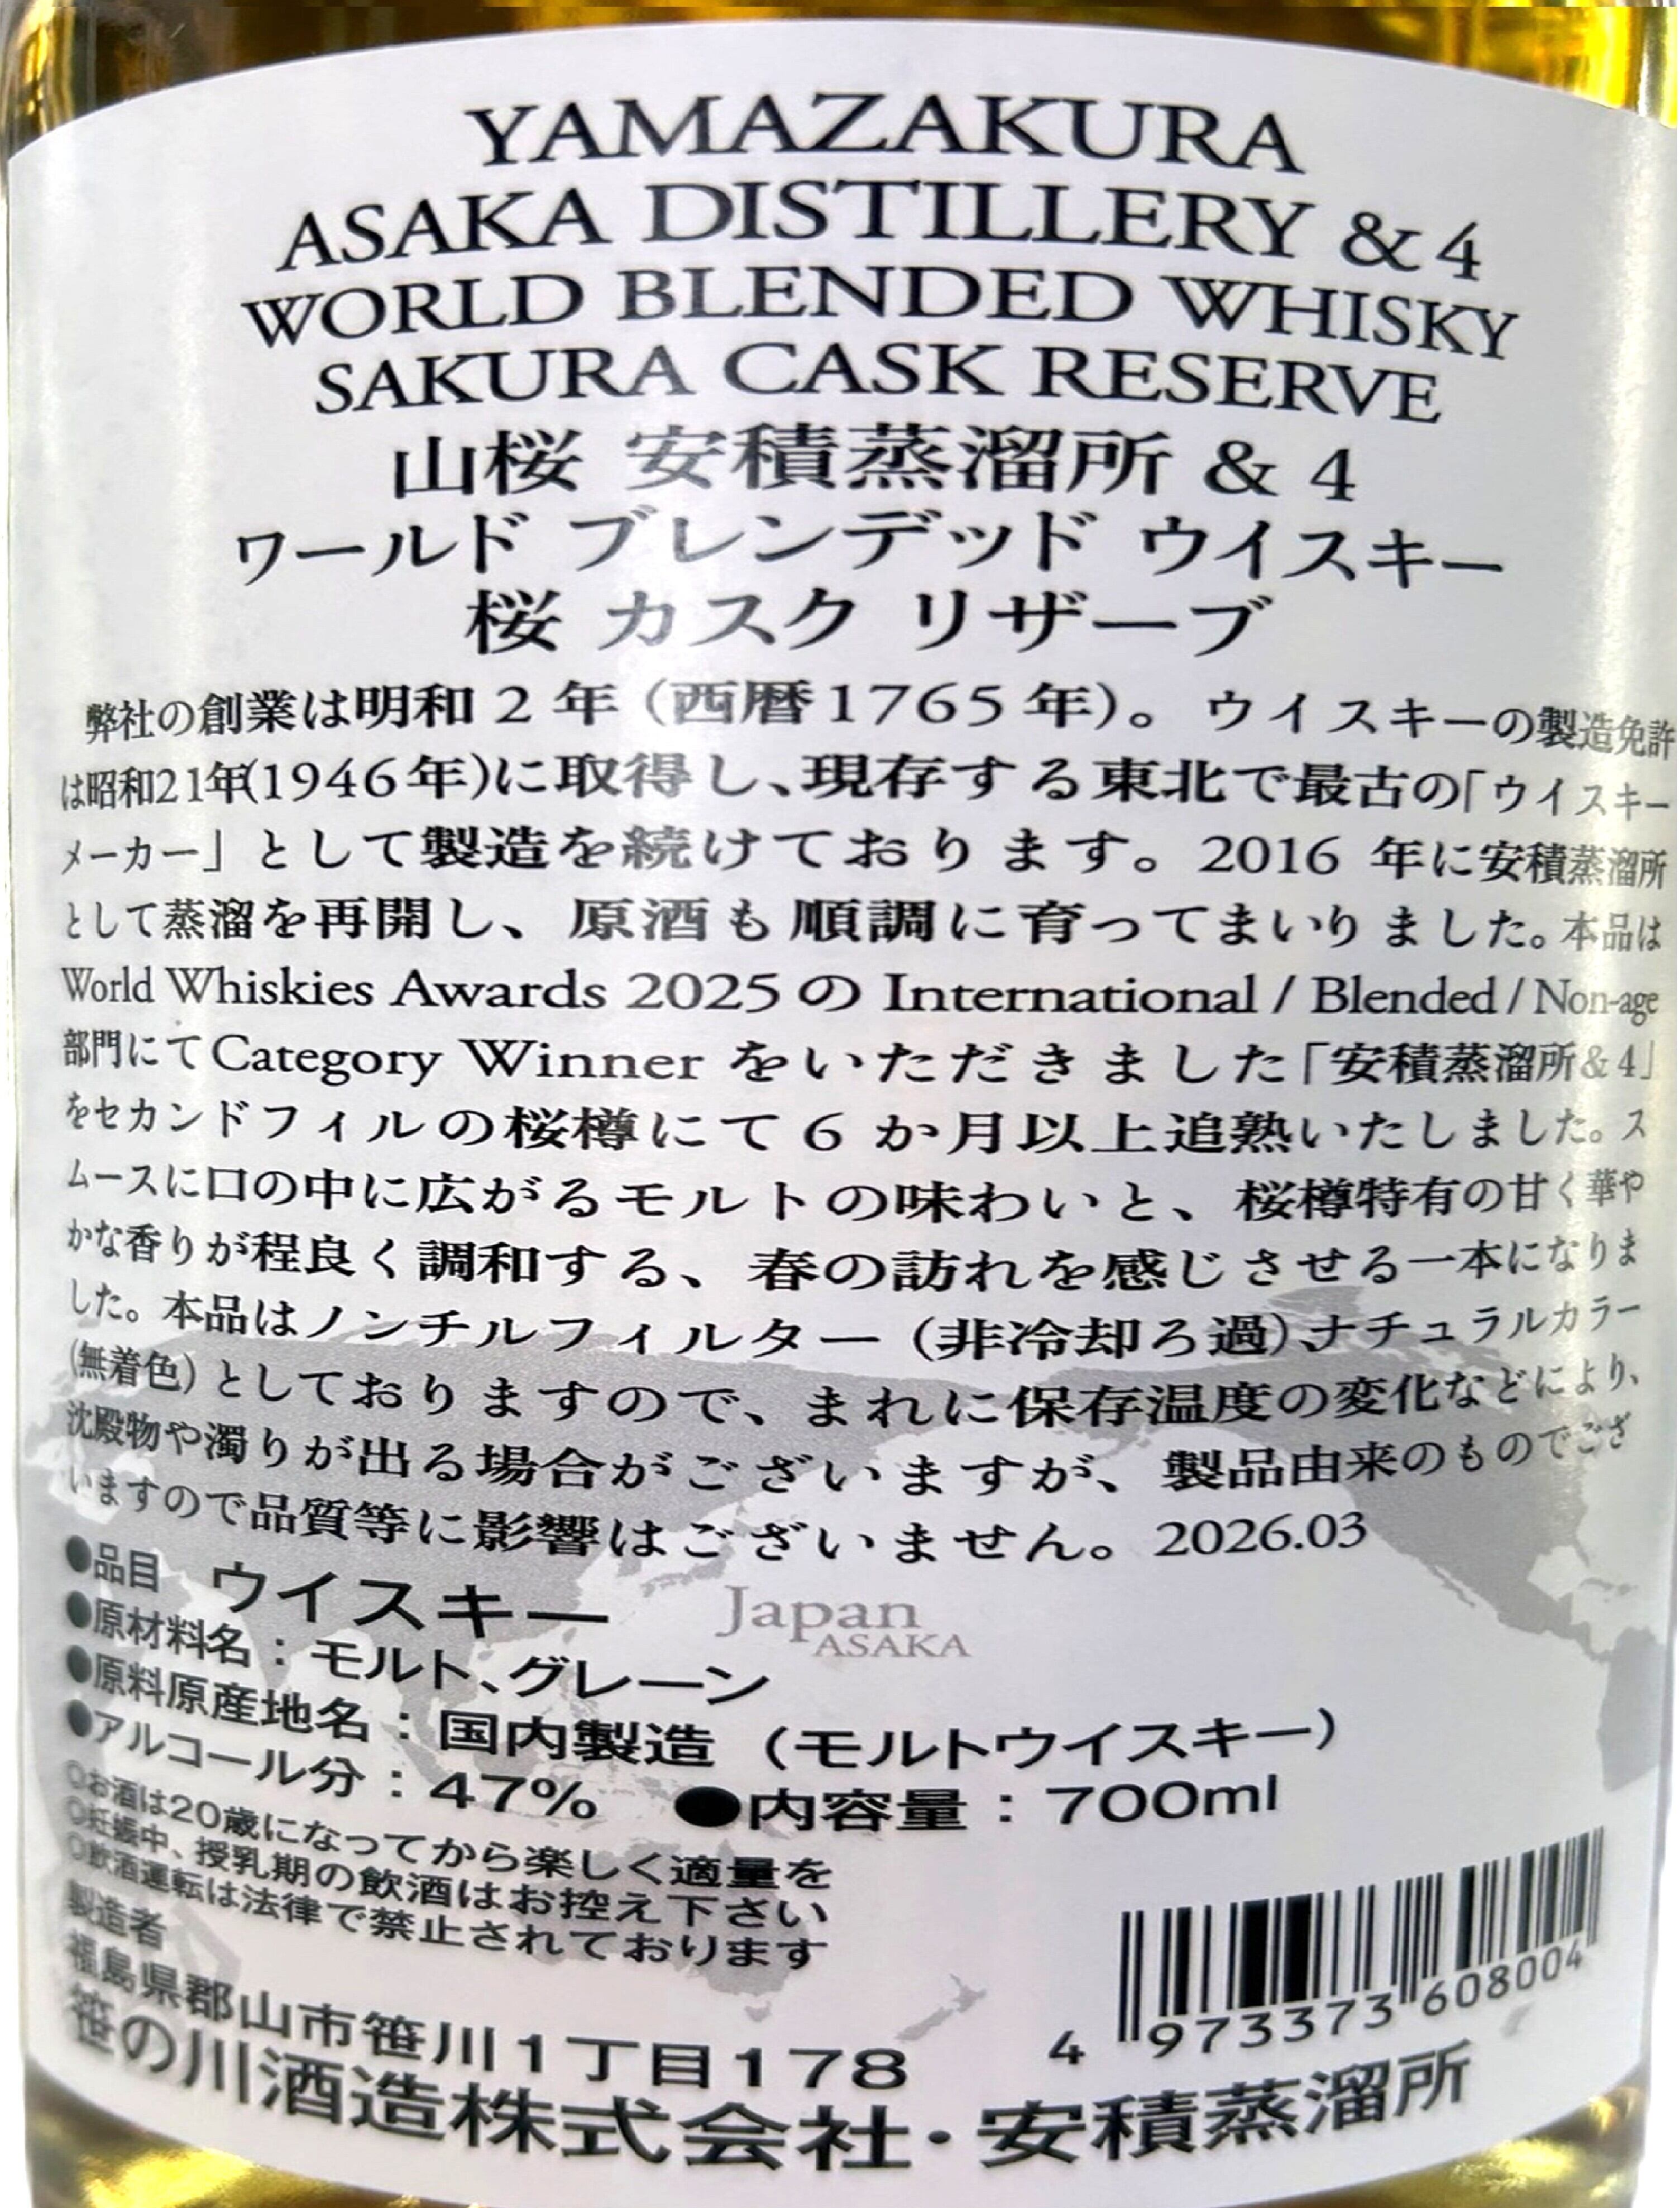 YAMAZAKURA
ASAKA DISTILLERY & 4
WORLD BLENDED WHISKY
SAKURA CASK RESERVE
山桜 安積蒸溜所 & 4
ワールド ブレンデッド ウイスキー
桜 カスク リザーブ
弊社の創業は明和 2 年（西暦1765 年）。ウイスキーの製造免許
は昭和21年(1946年)に取得し、現存する東北で最古の「ウイスキー
メーカー」として製造を続けております。2016 年に安積蒸溜所
として蒸溜を再開し、原酒も順調に育ってまいりました。本品は
World Whiskies Awards 2025 の International / Blended / Non-age
部門にて Category Winner をいただきました「安積蒸溜所& 4」
をセカンドフィルの桜樽にて 6 か月以上追熟いたしました。ス
ムースに口の中に広がるモルトの味わいと、桜樽特有の甘く華や
かな香りが程良く調和する、春の訪れを感じさせる一本になりま
した。本品はノンチルフィルター（非冷却ろ過）、ナチュラルカラー
（無着色）としておりますので、まれに保存温度の変化などにより、
沈殿物や濁りが出る場合がございますが、製品由来のものでござ
いますので品質等に影響はございません。2026.03
●品目 ウイスキー
Japan
ASAKA
●原材料名：モルト、グレーン
●原料原産地名：国内製造（モルトウイスキー）
●アルコール分：47% ●内容量：700ml
○お酒は20歳になってから楽しく適量を
○妊娠中、授乳期の飲酒はお控え下さい
○飲酒運転は法律で禁止されております
製造者
福島県郡山市笹川1丁目178
笹の川酒造株式会社・安積蒸溜所
4 973373 608004